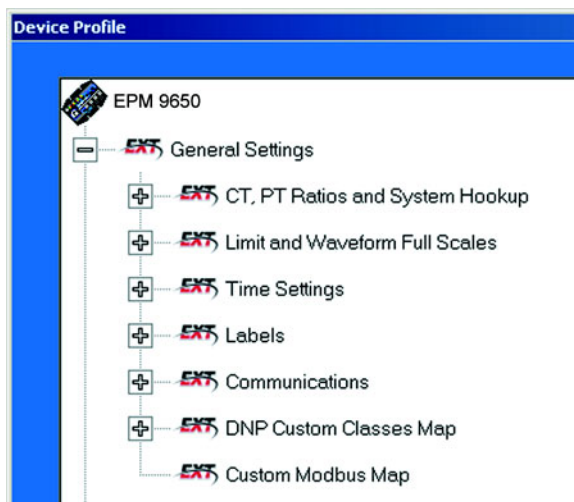 Device Profile
EPM 9650
EXT General Settings
EXT CT, PT Ratios and System Hookup
EXT Limit and Waveform Full Scales
EXT Time Settings
EXT Labels
EXT Communications
EXT DNP Custom Classes Map
EXT Custom Modbus Map